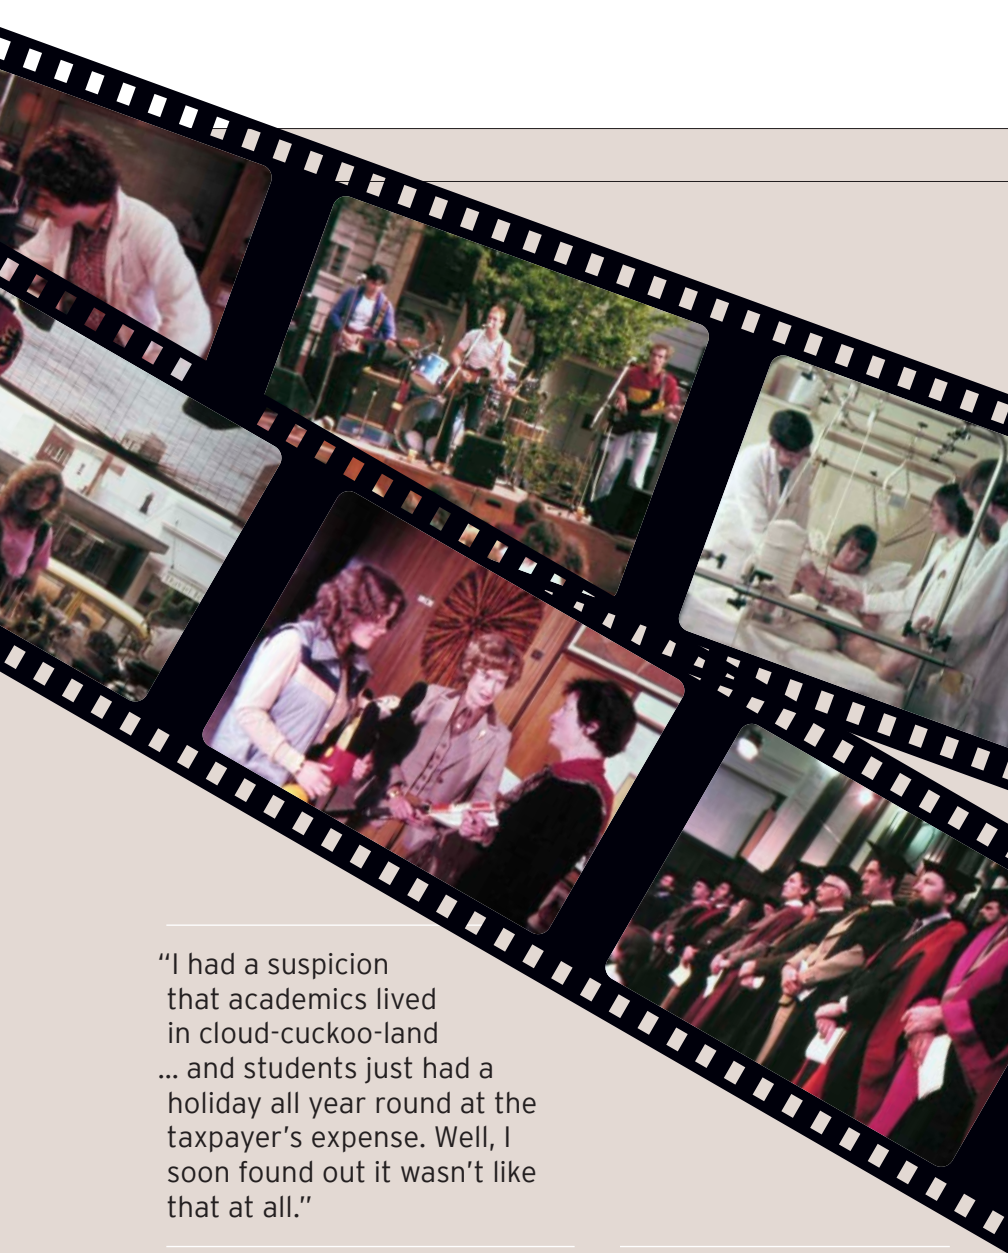 “I had a suspicion
that academics lived
in cloud-cuckoo-land
... and students just had a
holiday all year round at the
taxpayer’s expense. Well, I
soon found out it wasn’t like
that at all.”